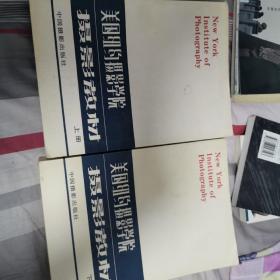 New York
Institute of
Photography
美国纽约摄影学院
摄影教材
上册
中国摄影出版社
New York
Institute of
Photography
美国纽约摄影学院
摄影教材
下
中国摄影出版社